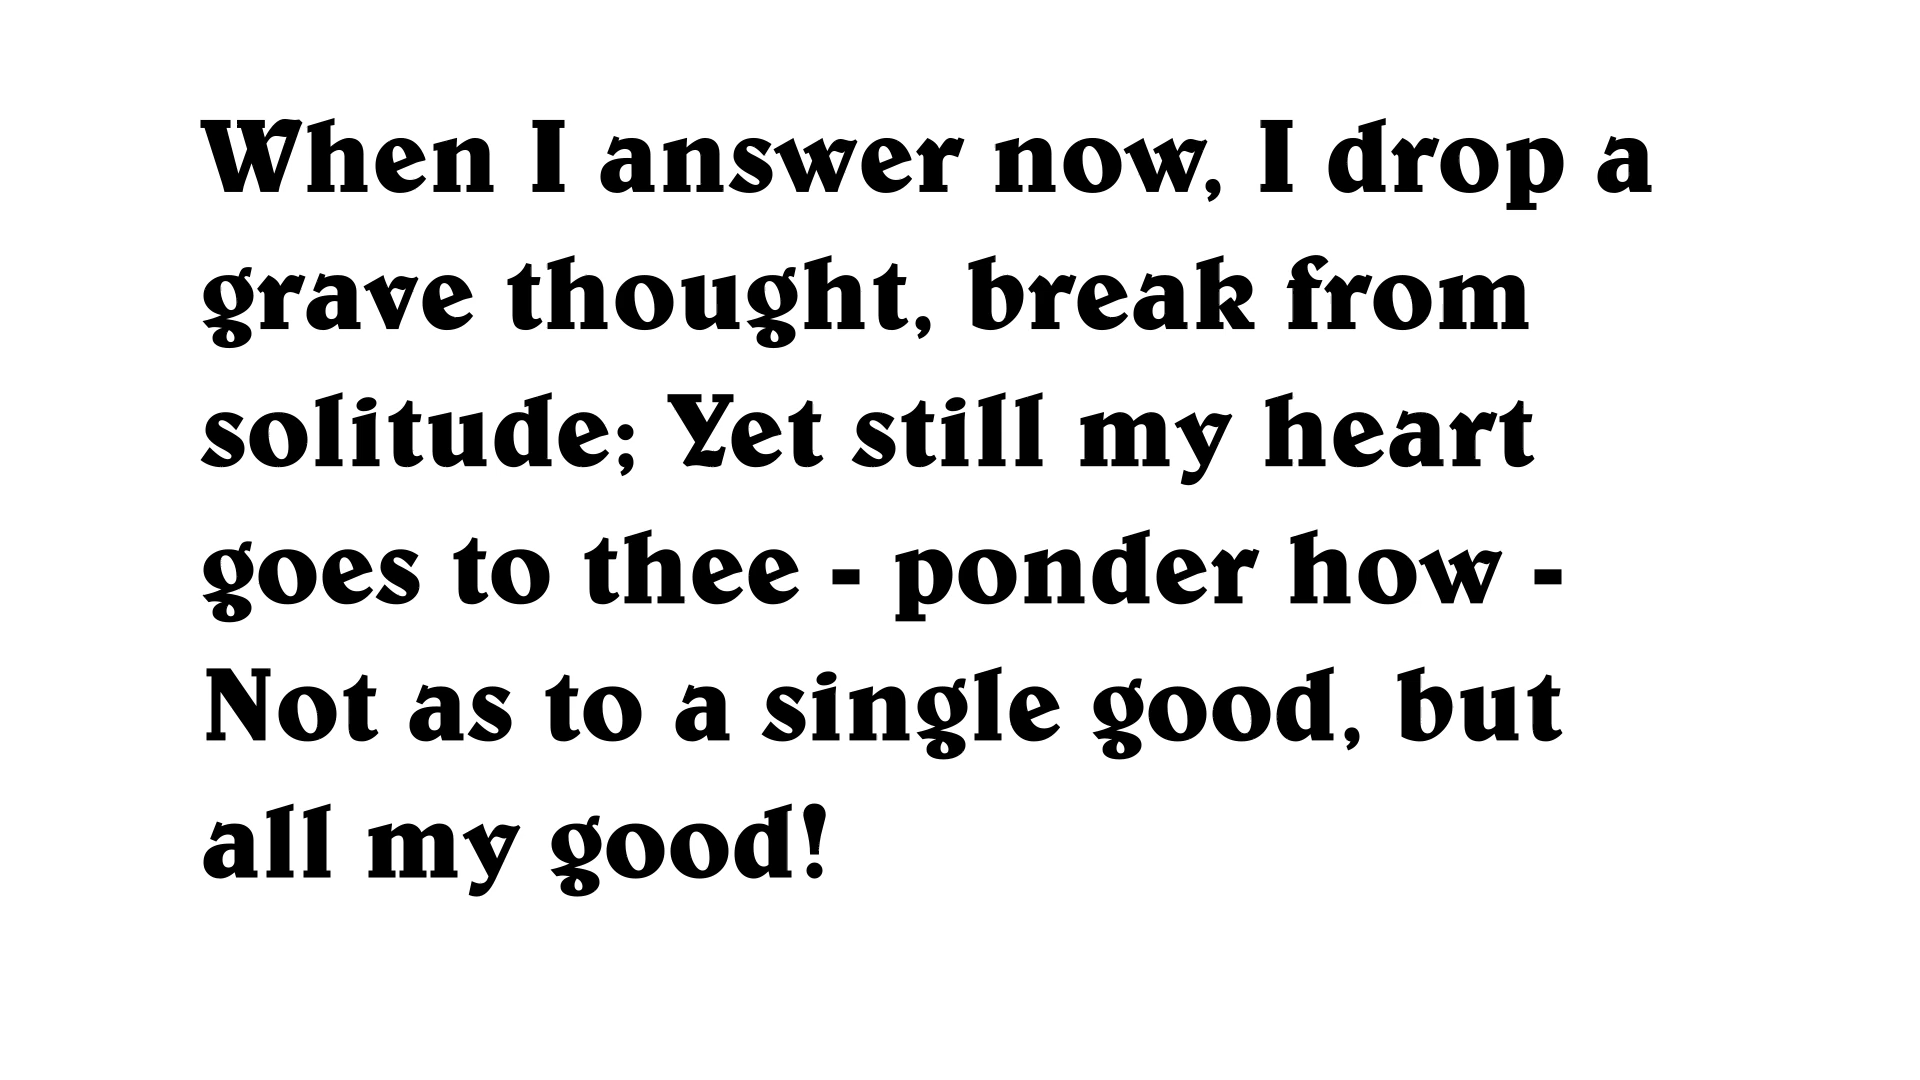 When I answer now, I drop a
grave thought, break from
solitude; Yet still my heart
goes to thee - ponder how -
Not as to a single good, but
all my good!